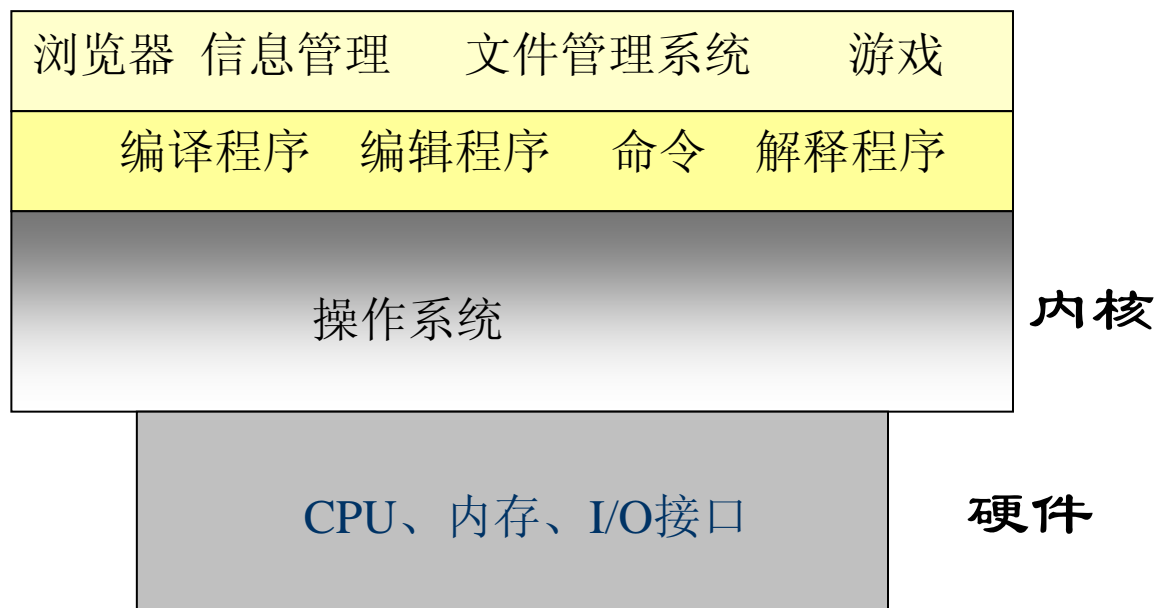 浏览器 信息管理 文件管理系统 游戏
编译程序 编辑程序 命令 解释程序
操作系统
内核
CPU、内存、I/O接口
硬件